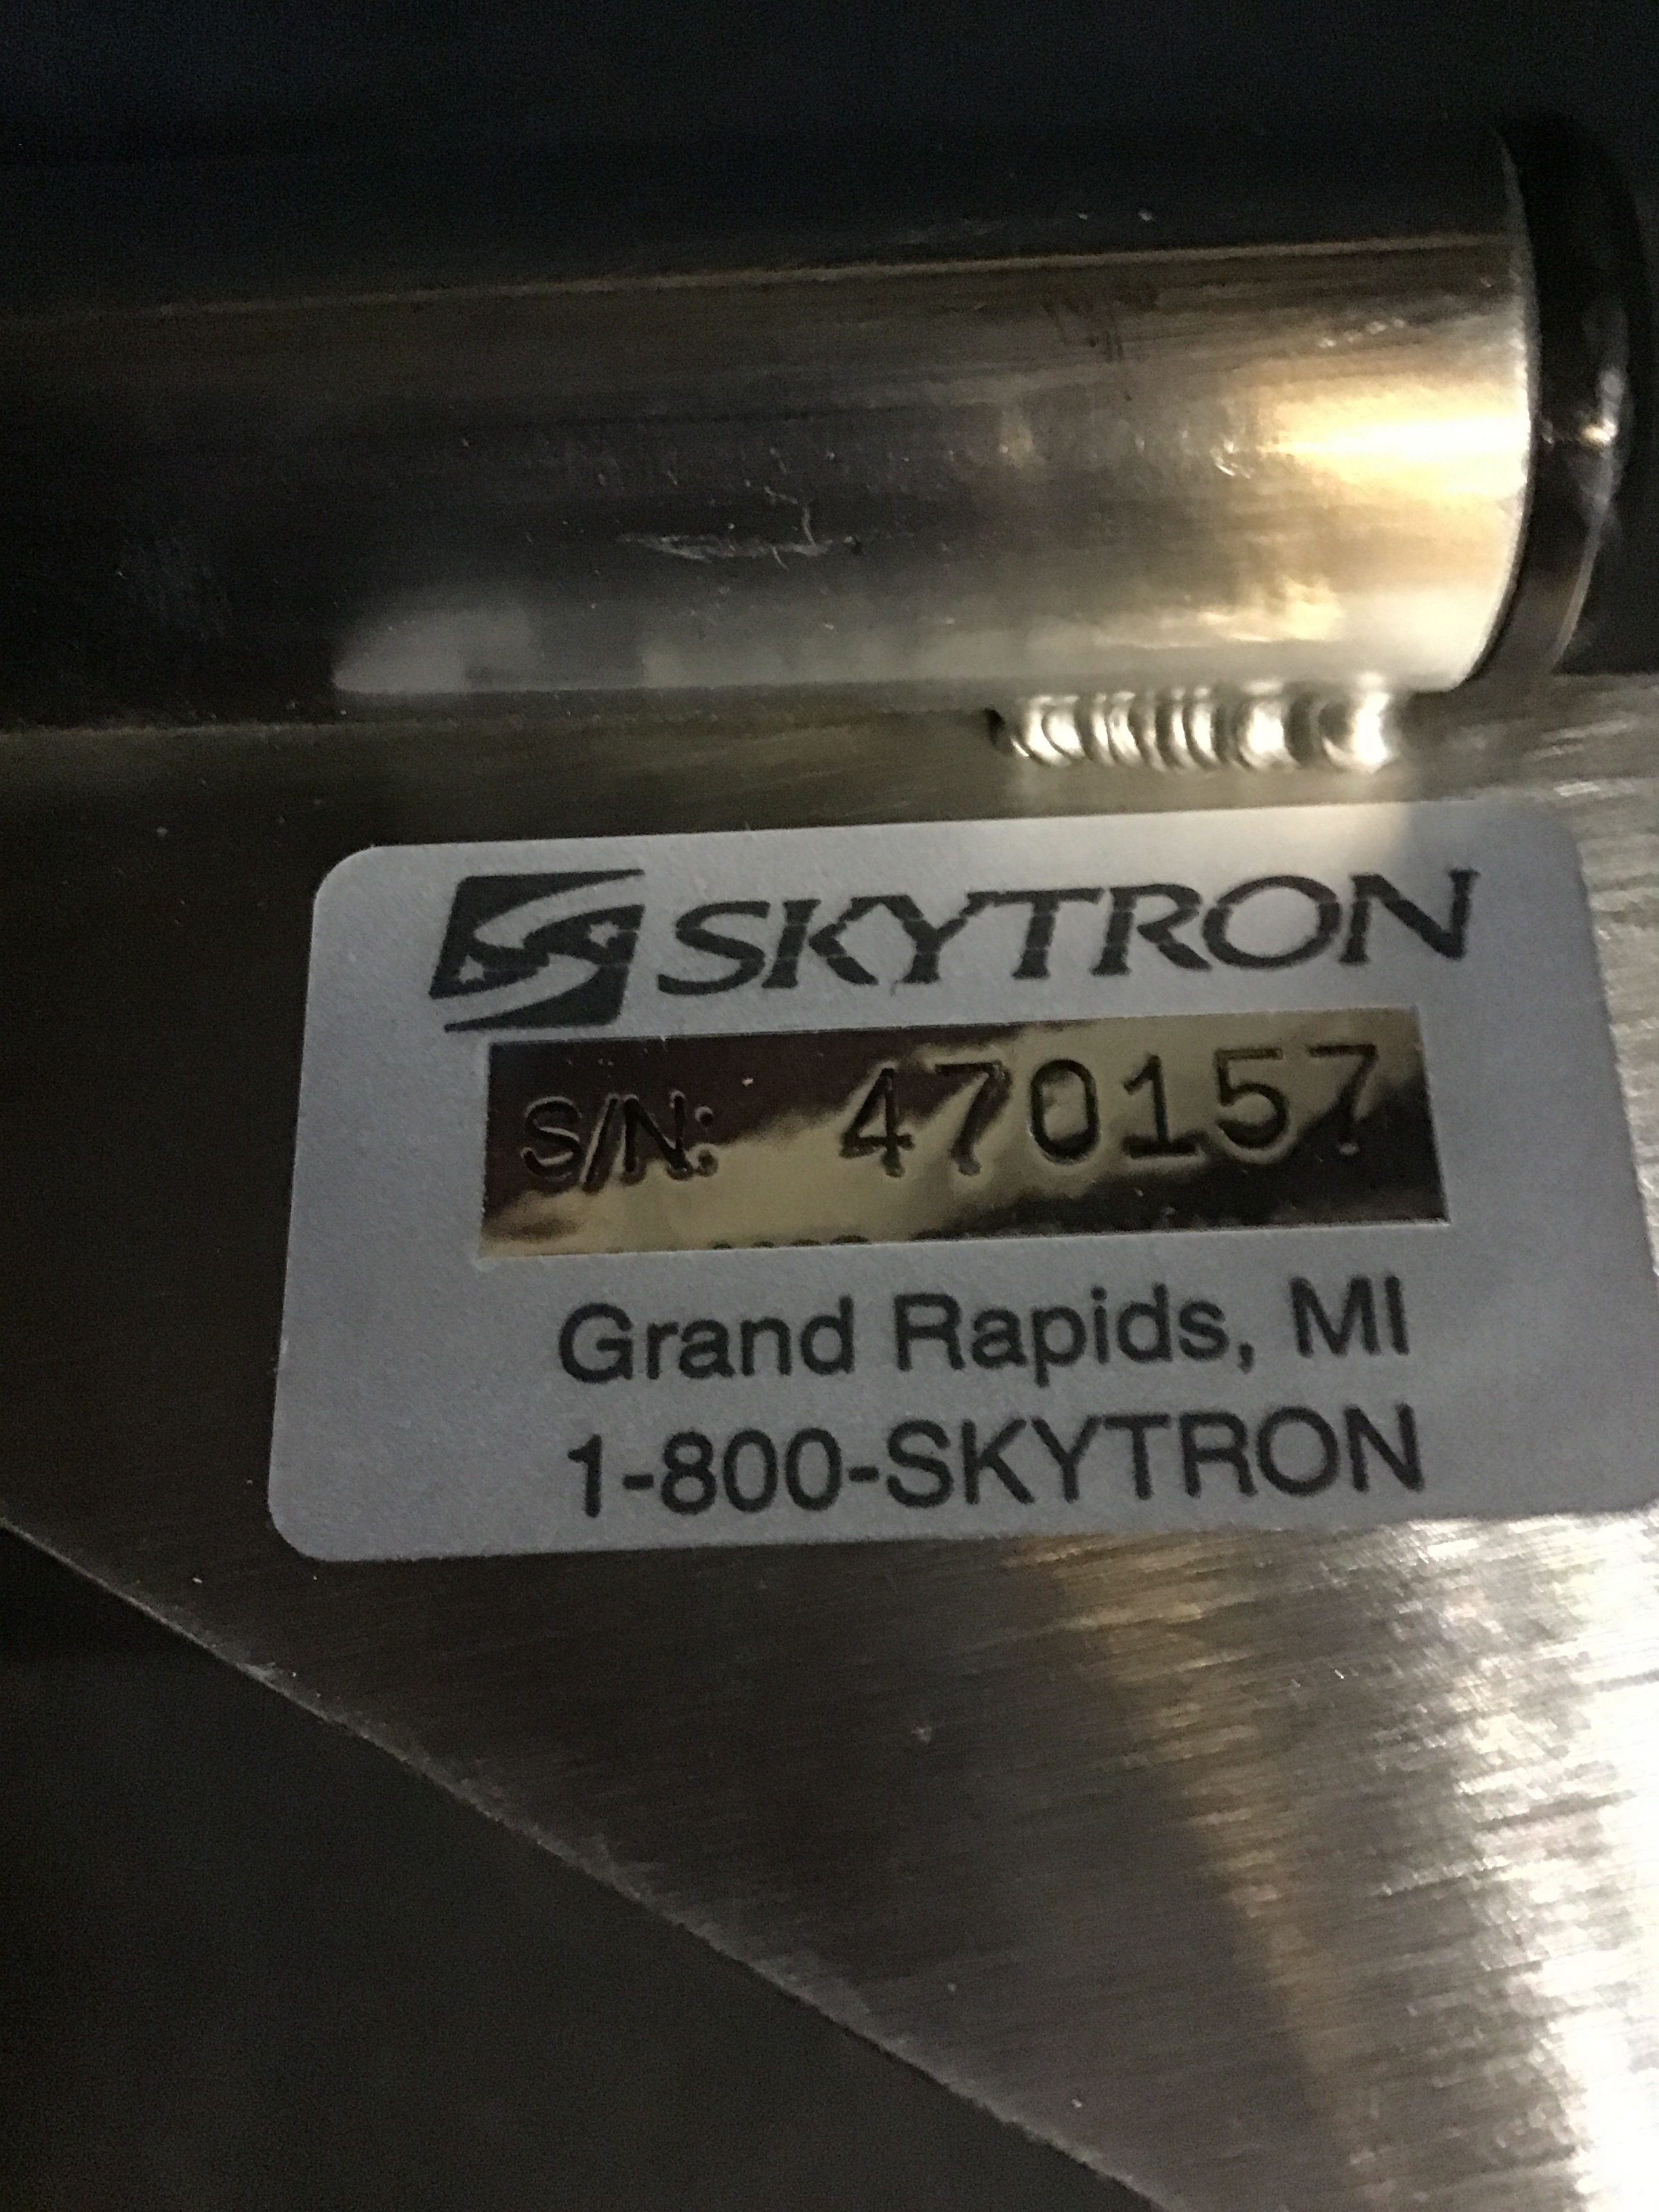 SKYTRON
S/N: 470157
Grand Rapids, MI
1-800-SKYTRON